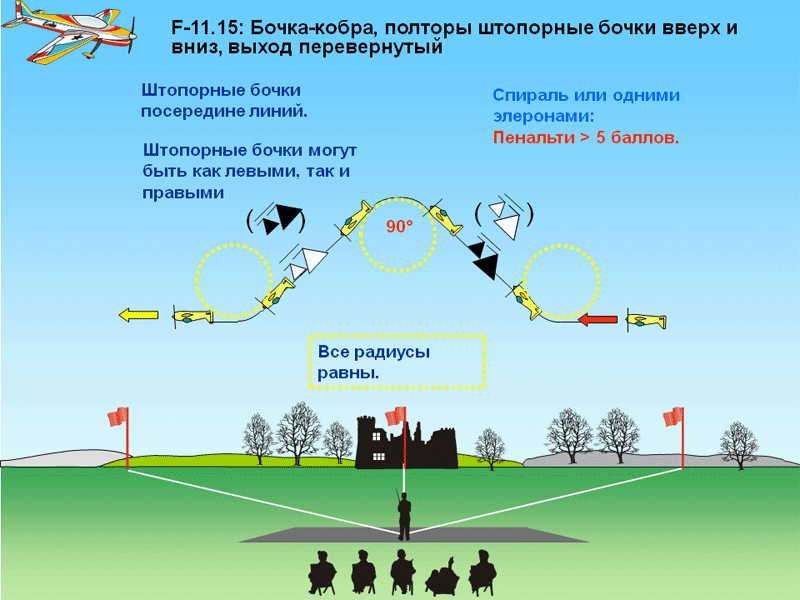 F-11.15: Бочка-кобра, полторы штопорные бочки вверх и
вниз, выход перевернутый
Штопорные бочки
посередине линий.
Штопорные бочки могут
быть как левыми, так и
правыми
Спираль или одними
элеронами:
Пенальти > 5 баллов.
90°
Все радиусы
равны.